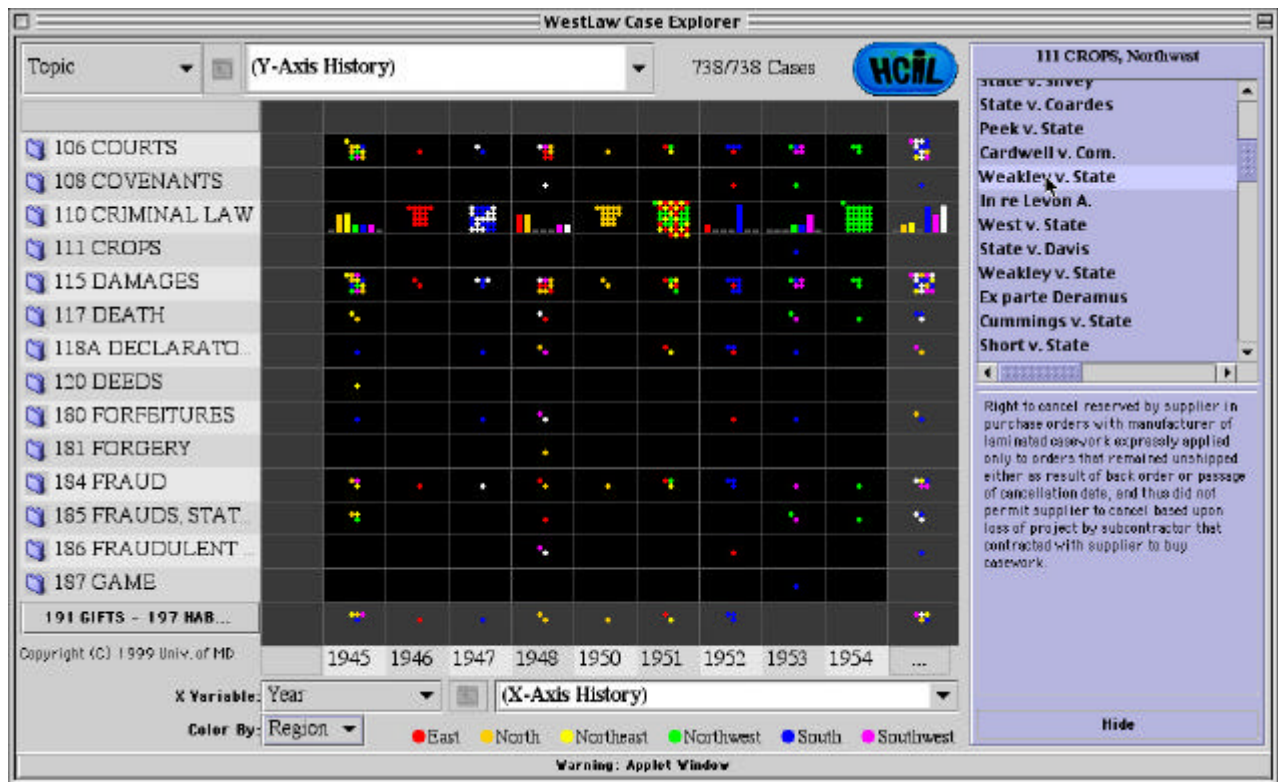 WestLaw Case Explorer
Topic
(Y-Axis History)
738/738 Cases
HCIL
106 COURTS
108 COVENANTS
110 CRIMINAL LAW
111 CROPS
115 DAMAGES
117 DEATH
118A DECLARATO...
120 DEEDS
180 FORFEITURES
181 FORGERY
184 FRAUD
185 FRAUDS, STAT...
186 FRAUDULENT ...
187 GAME
191 GIFTS - 197 HAB...
Copyright (C) 1999 Univ. of MD
1945 1946 1947 1948 1950 1951 1952 1953 1954 ...
X Variable: Year
(X-Axis History)
Color By: Region
East North Northeast Northwest South Southwest
111 CROPS, Northwest
State v. Silvey
State v. Coardes
Peek v. State
Cardwell v. Com.
Weakley v. State
In re Levon A.
West v. State
State v. Davis
Weakley v. State
Ex parte Deramus
Cummings v. State
Short v. State
Right to cancel reserved by supplier in
purchase orders with manufacturer of
laminated casework expressly applied
only to orders that remained unshipped
either as result of back order or passage
of cancellation date, and thus did not
permit supplier to cancel based upon
loss of project by subcontractor that
contracted with supplier to buy
casework.
Hide
Warning: Applet Window